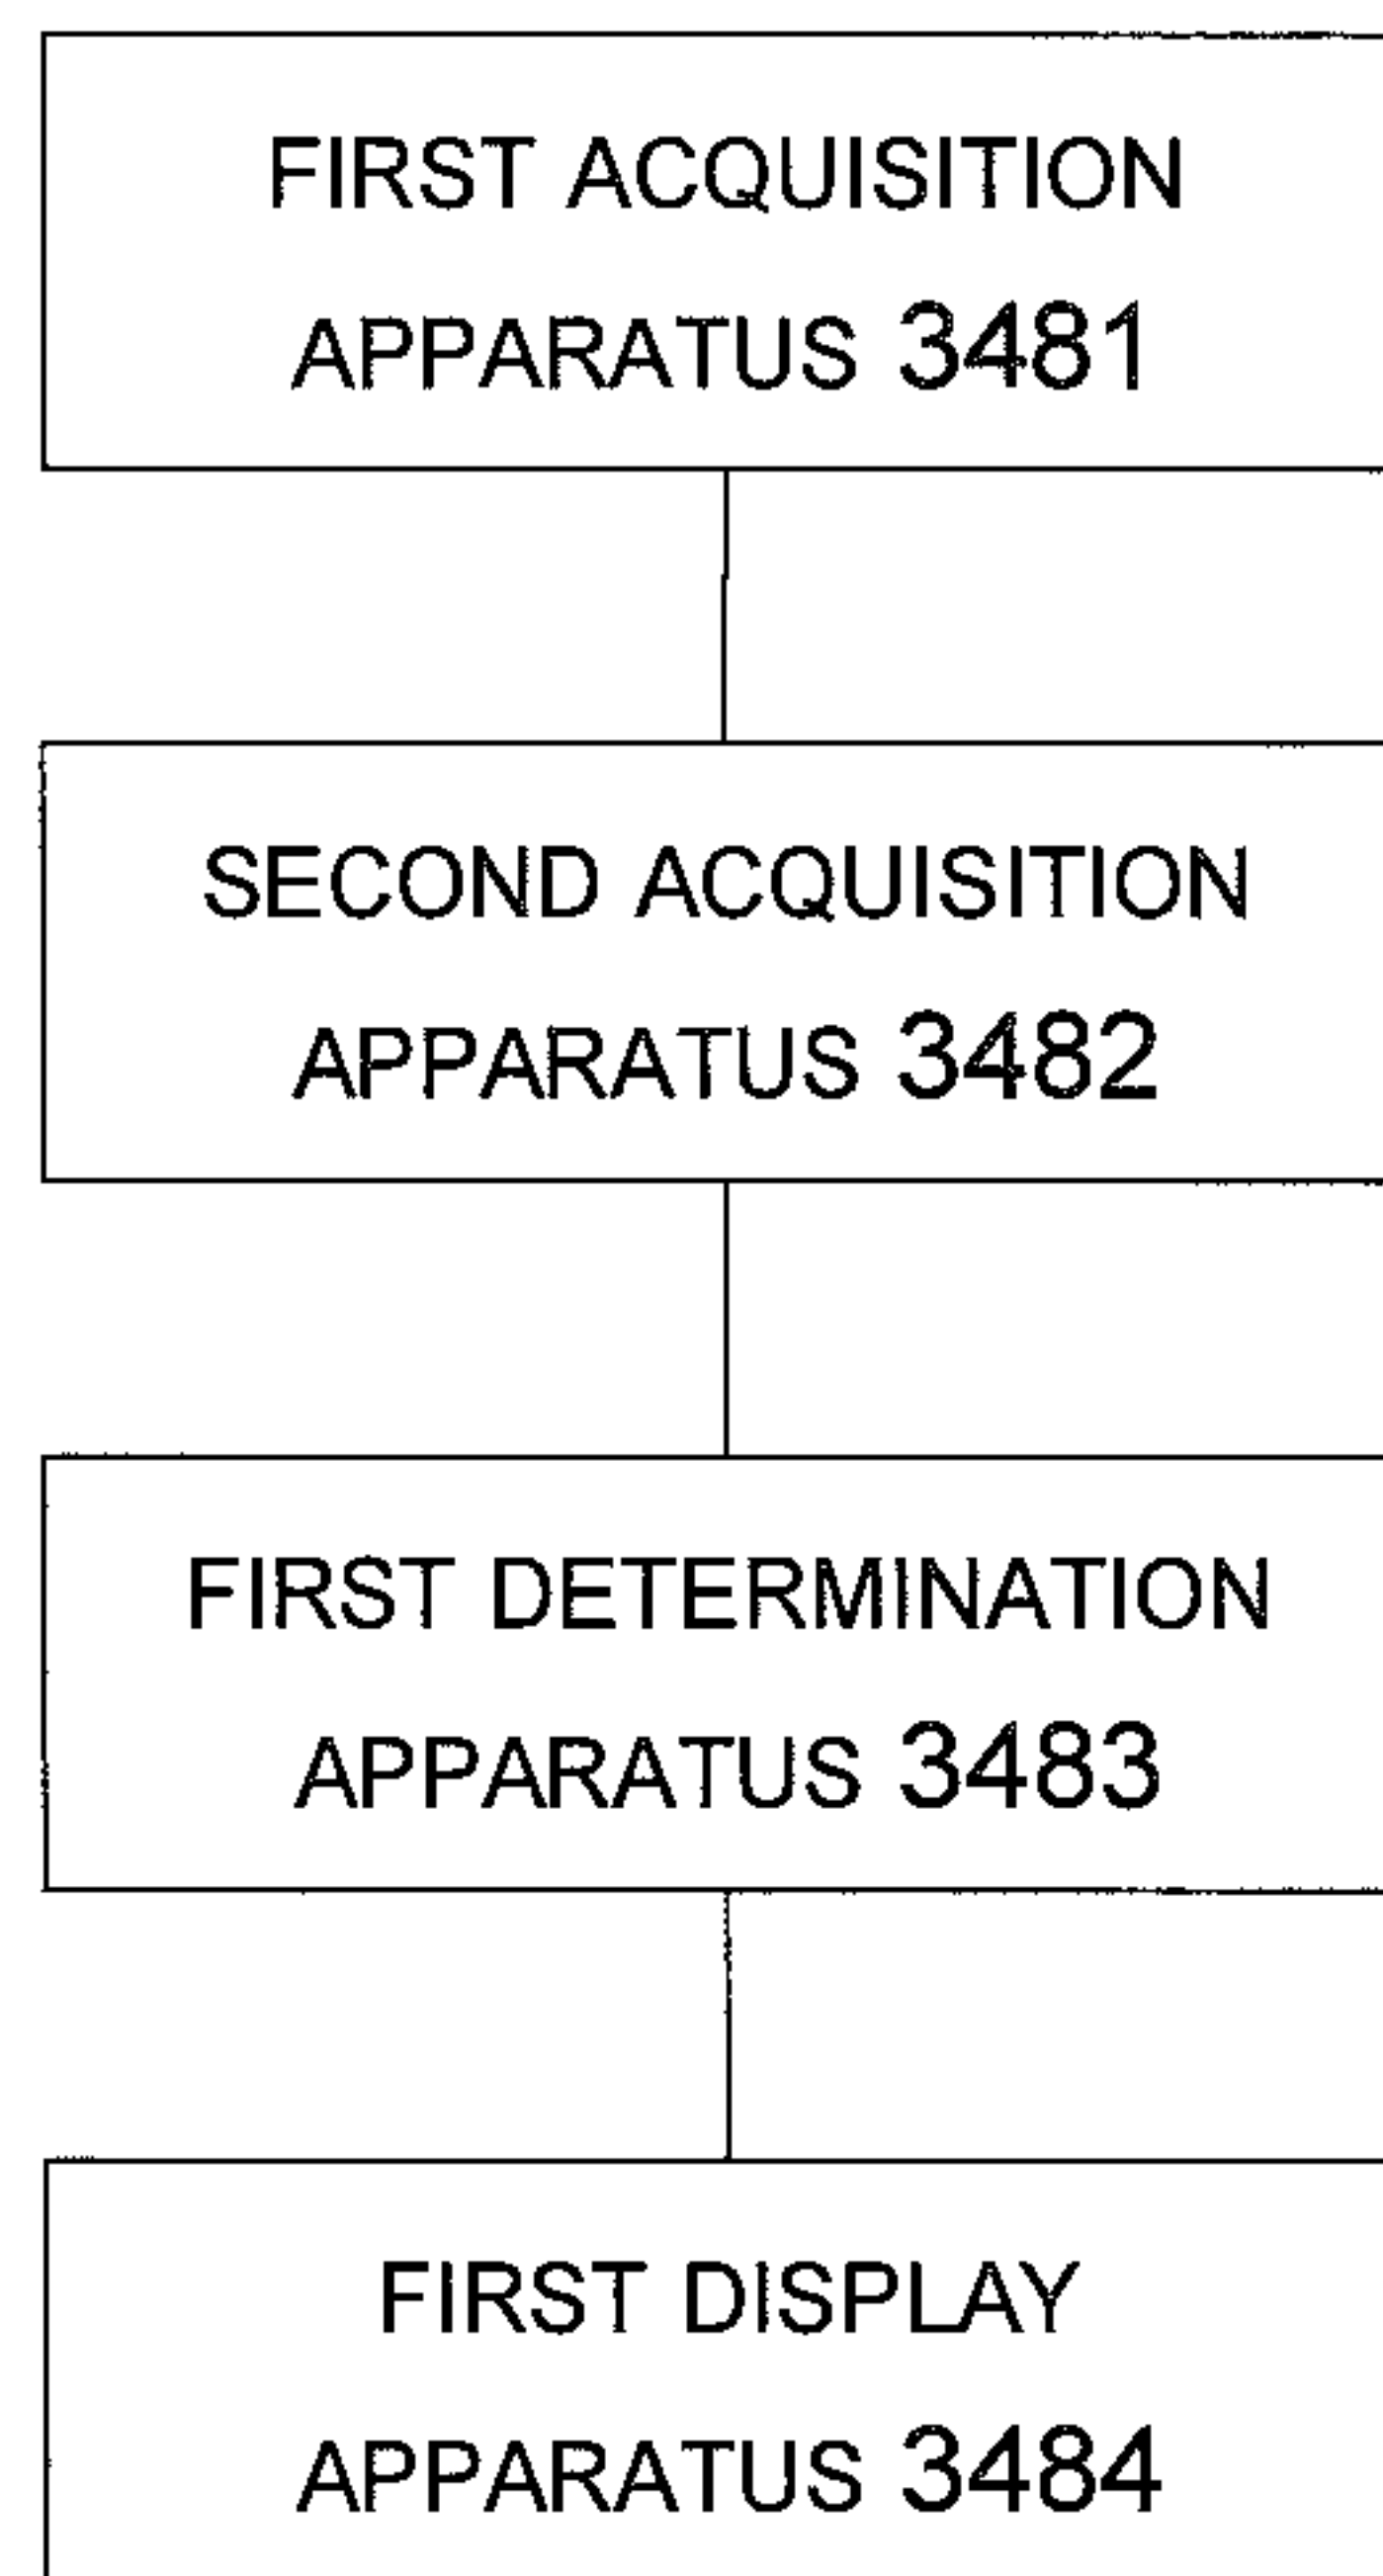 FIRST ACQUISITION
APPARATUS 3481
SECOND ACQUISITION
APPARATUS 3482
FIRST DETERMINATION
APPARATUS 3483
FIRST DISPLAY
APPARATUS 3484